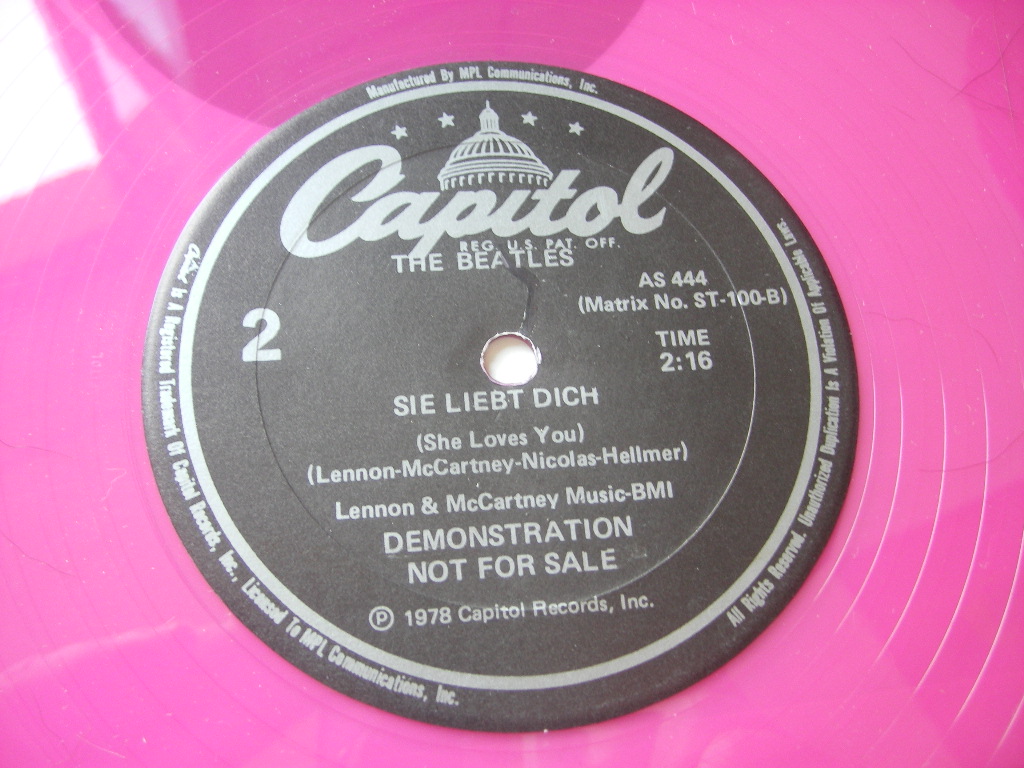 Manufactured By MPL Communications, Inc.
Capitol
REG. U.S. PAT. OFF.
THE BEATLES
AS 444
(Matrix No. ST-100-B)
2
TIME
2:16
SIE LIEBT DICH
(She Loves You)
(Lennon-McCartney-Nicolas-Hellmer)
Lennon & McCartney Music-BMI
DEMONSTRATION
NOT FOR SALE
℗ 1978 Capitol Records, Inc.
Capitol Is A Registered Trademark Of Capitol Records, Inc., Licensed To MPL Communications, Inc.
All Rights Reserved. Unauthorized Duplication Is A Violation Of Applicable Laws.